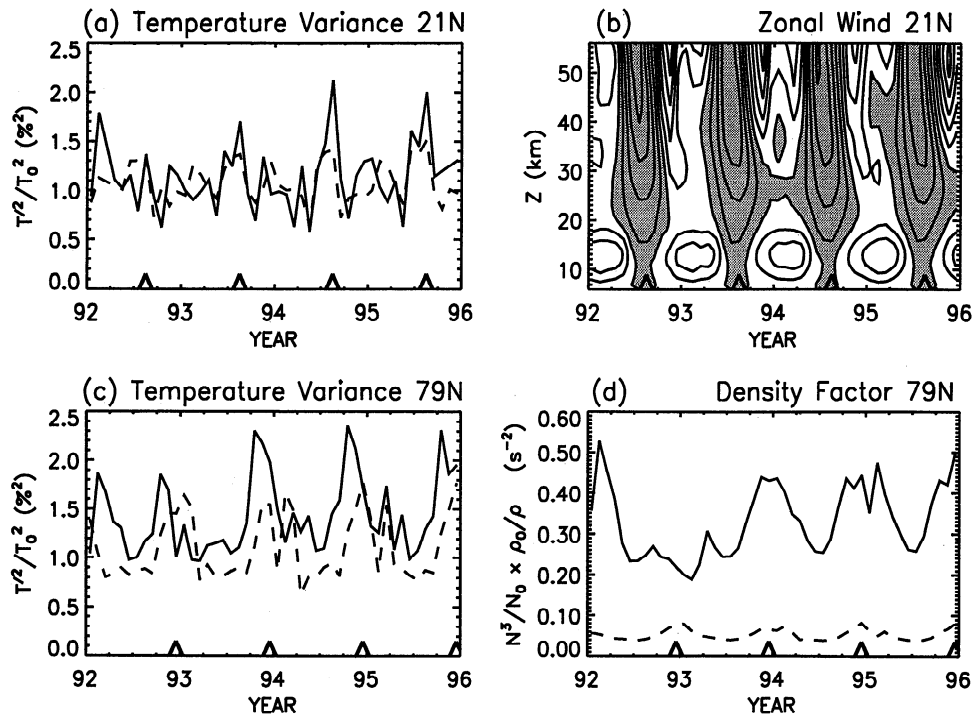 (a) Temperature Variance 21N
T'²/T₀² (%²)
2.5
2.0
1.5
1.0
0.5
0.0
92 93 94 95 96
YEAR
(b) Zonal Wind 21N
Z (km)
50
40
30
20
10
92 93 94 95 96
YEAR
(c) Temperature Variance 79N
T'²/T₀² (%²)
2.5
2.0
1.5
1.0
0.5
0.0
92 93 94 95 96
YEAR
(d) Density Factor 79N
N³/N₀ × ρ₀/ρ (s⁻²)
0.60
0.50
0.40
0.30
0.20
0.10
0.00
92 93 94 95 96
YEAR